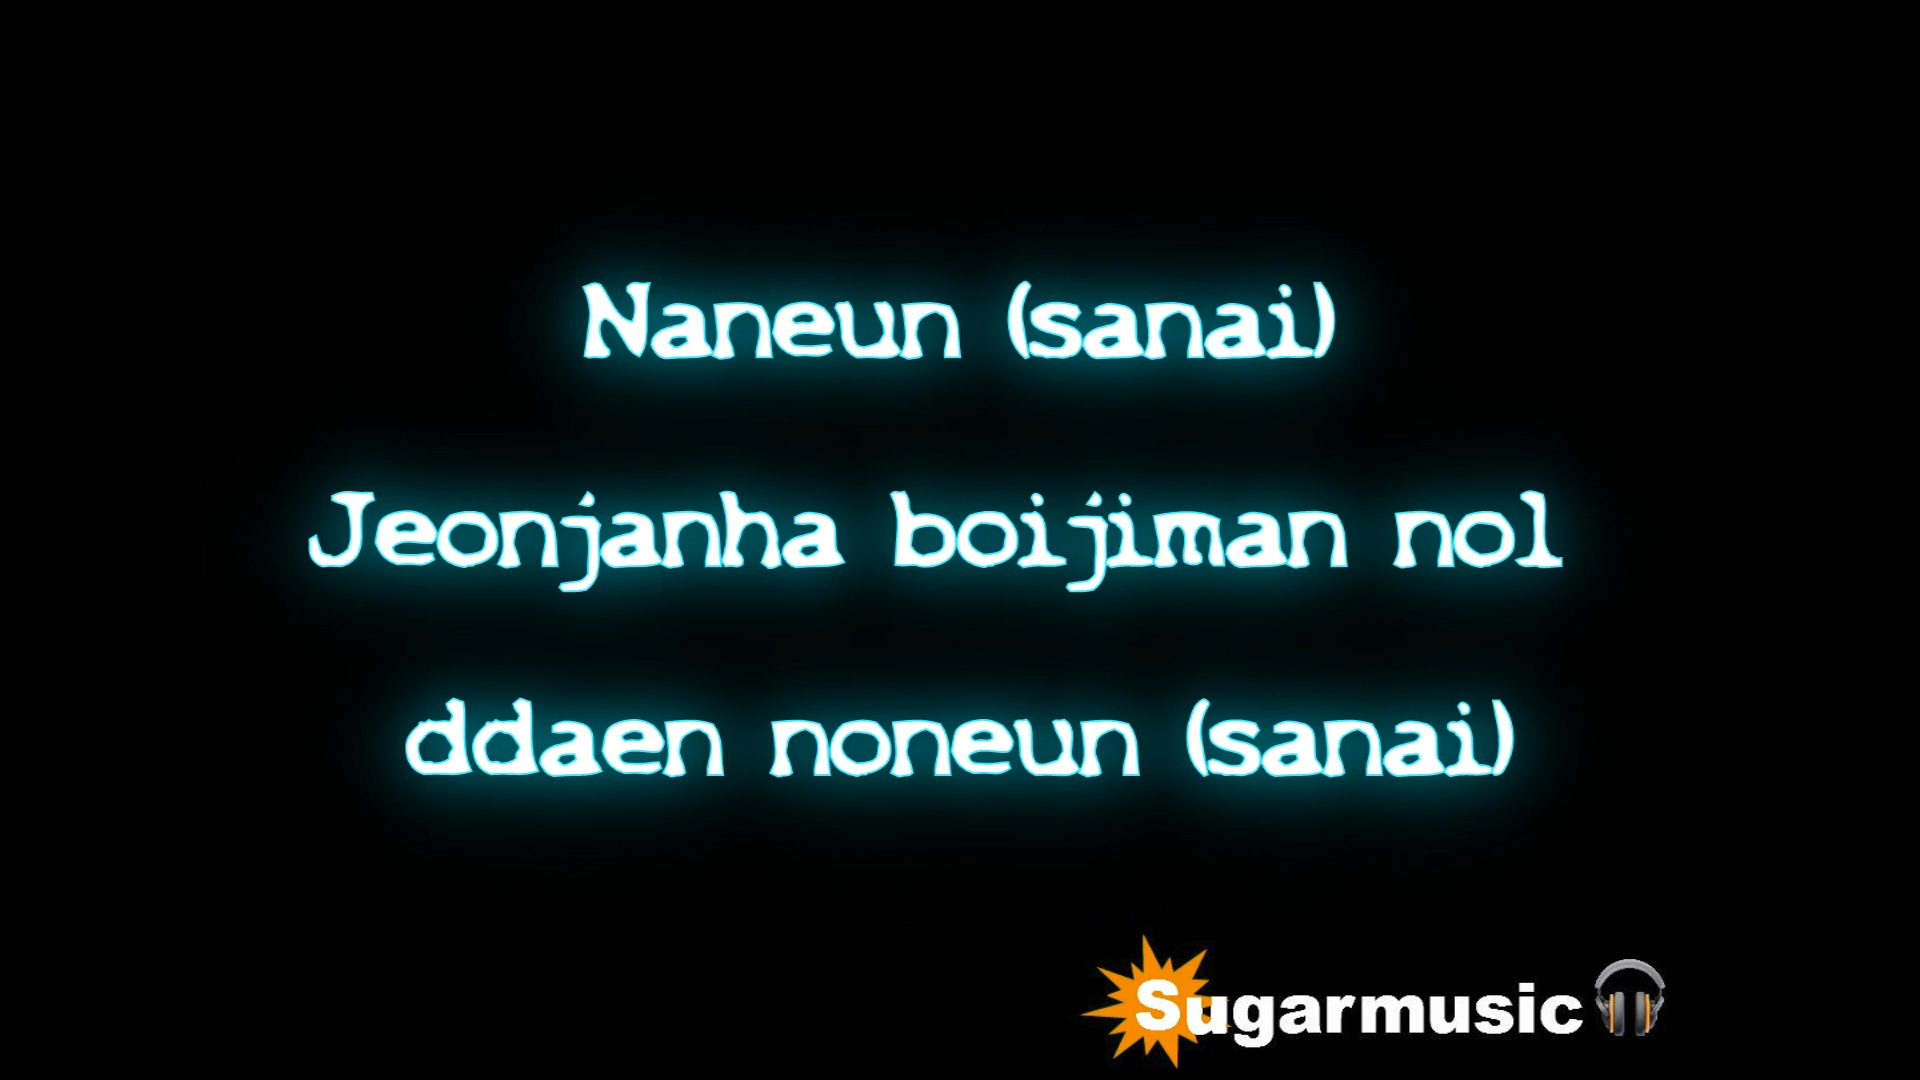 Naneun (sanai)
Jeonjanha boijiman nol
ddaen noneun (sanai)
Sugarmusic